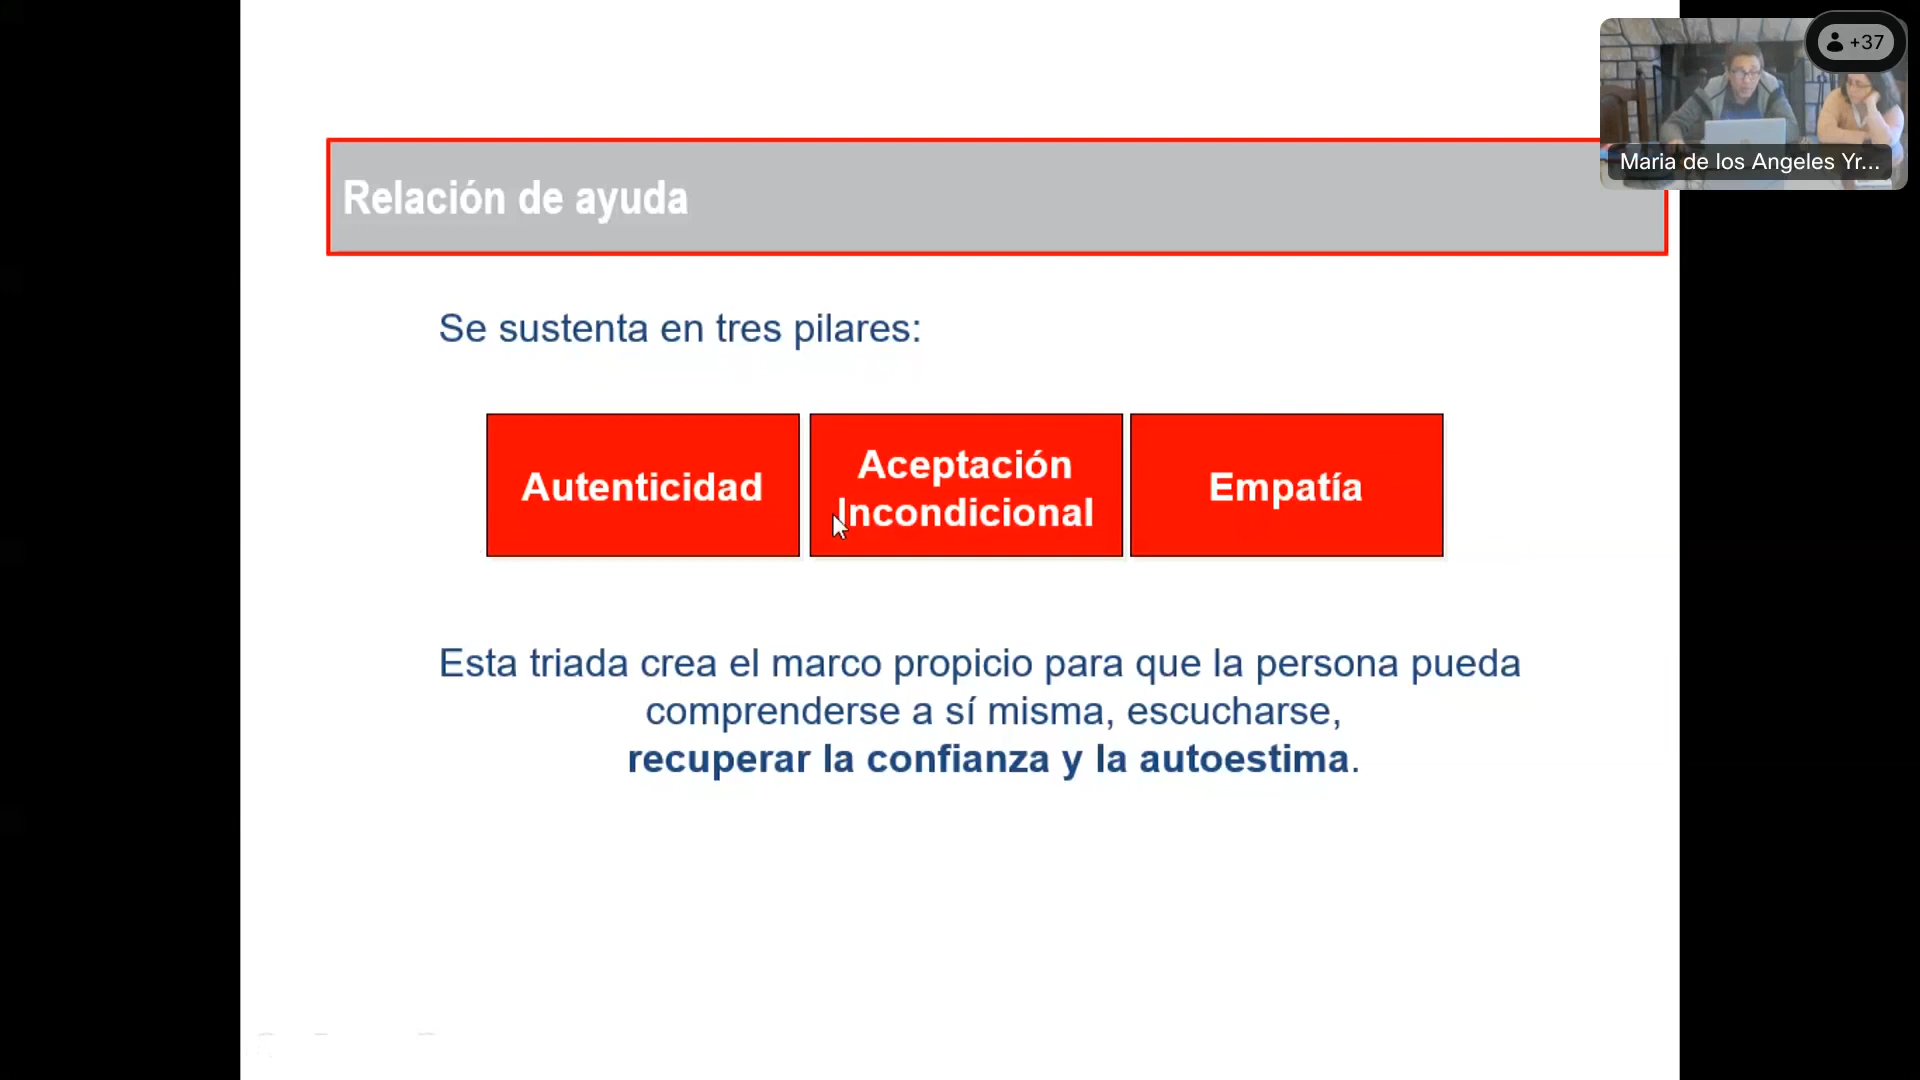 +37
Maria de los Angeles Yr...
Relación de ayuda
Se sustenta en tres pilares:
Autenticidad
Aceptación
Incondicional
Empatía
Esta triada crea el marco propicio para que la persona pueda
comprenderse a sí misma, escucharse,
recuperar la confianza y la autoestima.